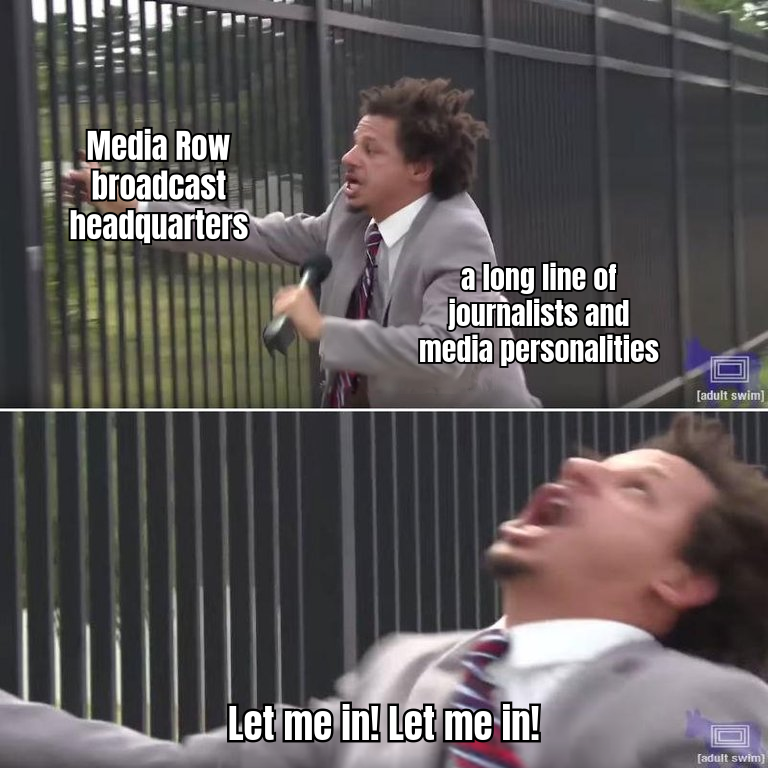 Media Row
broadcast
headquarters
a long line of
journalists and
media personalities
[adult swim]
Let me in! Let me in!
[adult swim]